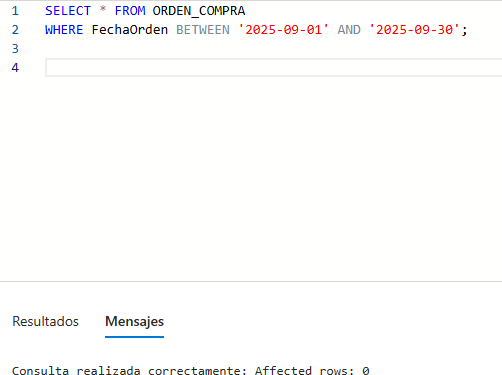 1 SELECT * FROM ORDEN_COMPRA
2 WHERE FechaOrden BETWEEN '2025-09-01' AND '2025-09-30';
3
4
Resultados Mensajes
Consulta realizada correctamente: Affected rows: 0